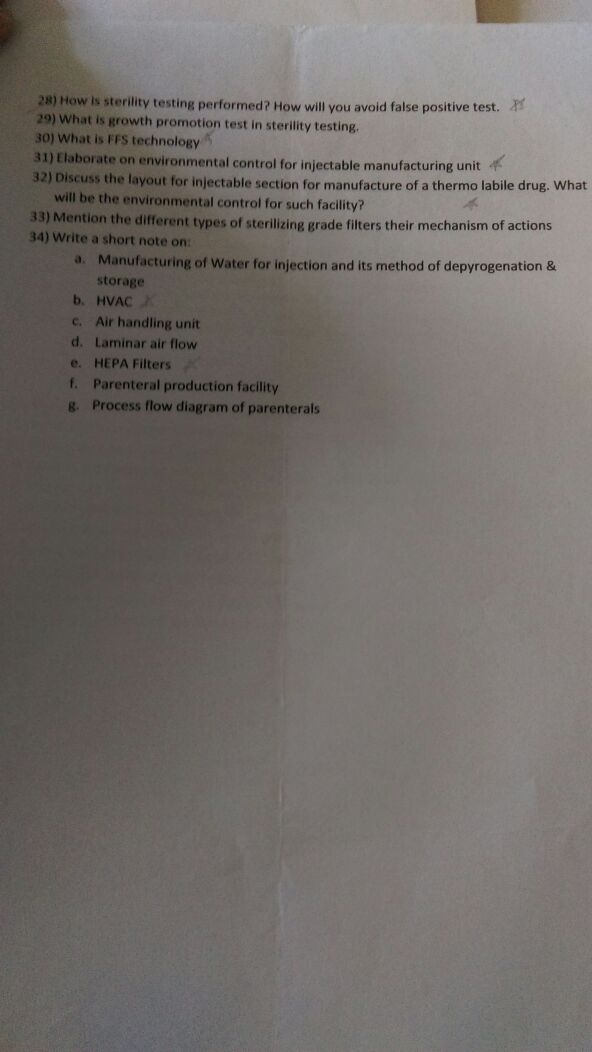 28) How is sterility testing performed? How will you avoid false positive test.
29) What is growth promotion test in sterility testing.
30) What is FFS technology
31) Elaborate on environmental control for injectable manufacturing unit
32) Discuss the layout for injectable section for manufacture of a thermo labile drug. What
will be the environmental control for such facility?
33) Mention the different types of sterilizing grade filters their mechanism of actions
34) Write a short note on:
a. Manufacturing of Water for injection and its method of depyrogenation &
storage
b. HVAC
c. Air handling unit
d. Laminar air flow
e. HEPA Filters
f. Parenteral production facility
g. Process flow diagram of parenterals